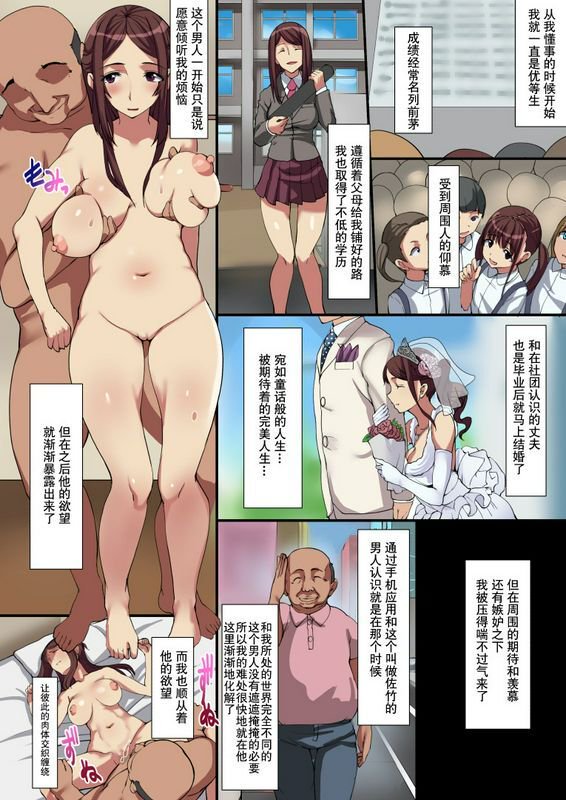 从我懂事的时候开始
我就一直是优等生
成绩经常名列前茅
受到周围人的仰慕
遵循着父母给我铺好的路
我也取得了不低的学历
和在社团认识的丈夫
也是毕业后就马上结婚了
宛如童话般的人生…
被期待着的完美人生…
但在周围的期待和羡慕
还有嫉妒之下
我被压得喘不过气来了
通过手机应用和这个叫做佐竹的
男人认识就是在那个时候
和我所处的世界完全不同的
这个男人没有遮遮掩掩的必要
所以我的难处很快地就在他
这里渐渐地化解了
这个男人一开始只是说
愿意倾听我的烦恼
もみっ
但在之后他的欲望
就渐渐暴露出来了
而我也顺从着
他的欲望
让彼此的肉体交织缠绕
ぬる
ぬる